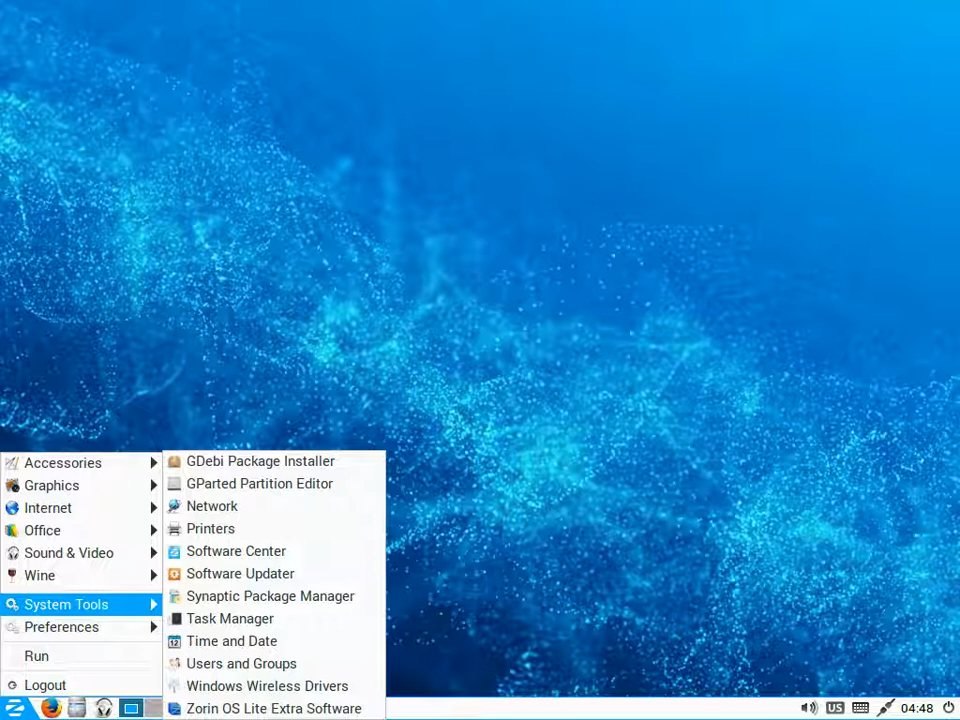 Accessories
Graphics
Internet
Office
Sound & Video
Wine
System Tools
Preferences
Run
Logout
GDebi Package Installer
GParted Partition Editor
Network
Printers
Software Center
Software Updater
Synaptic Package Manager
Task Manager
12
Time and Date
Users and Groups
Windows Wireless Drivers
Zorin OS Lite Extra Software
US
04:48